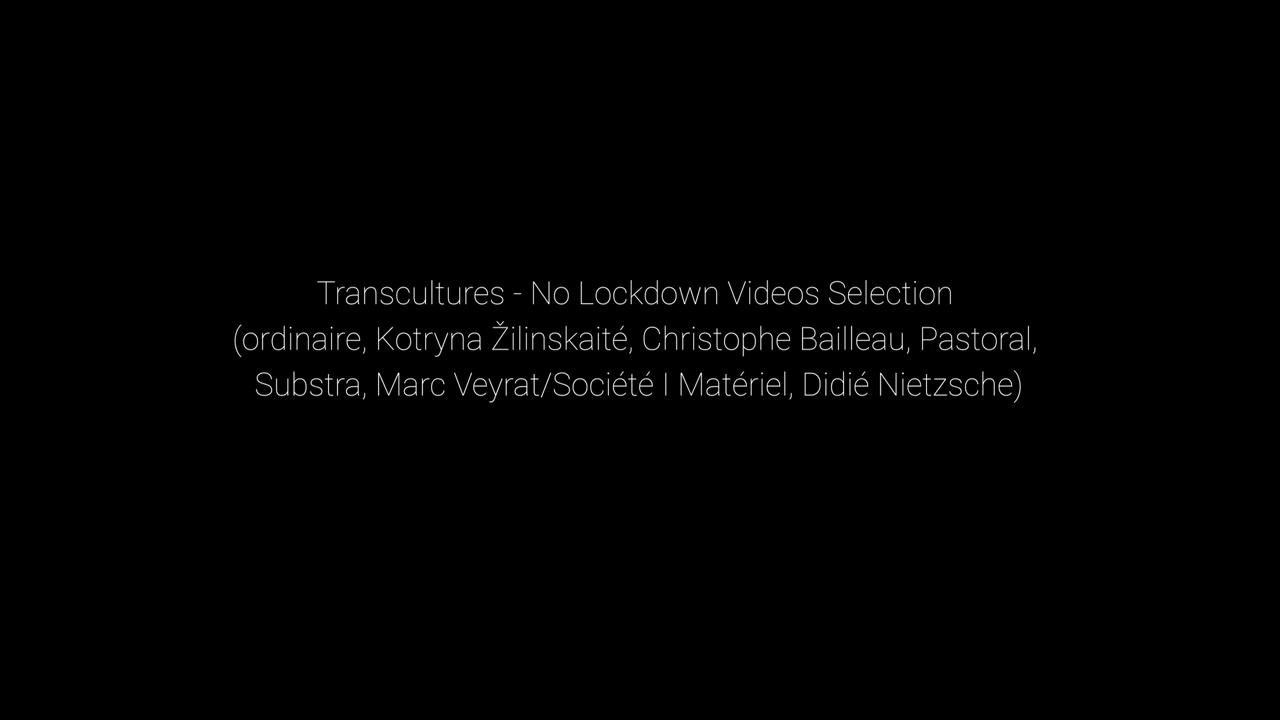 Transcultures - No Lockdown Videos Selection
(ordinaire, Kotryna Žilinskaité, Christophe Bailleau, Pastoral,
Substra, Marc Veyrat/Société I Matériel, Didié Nietzsche)